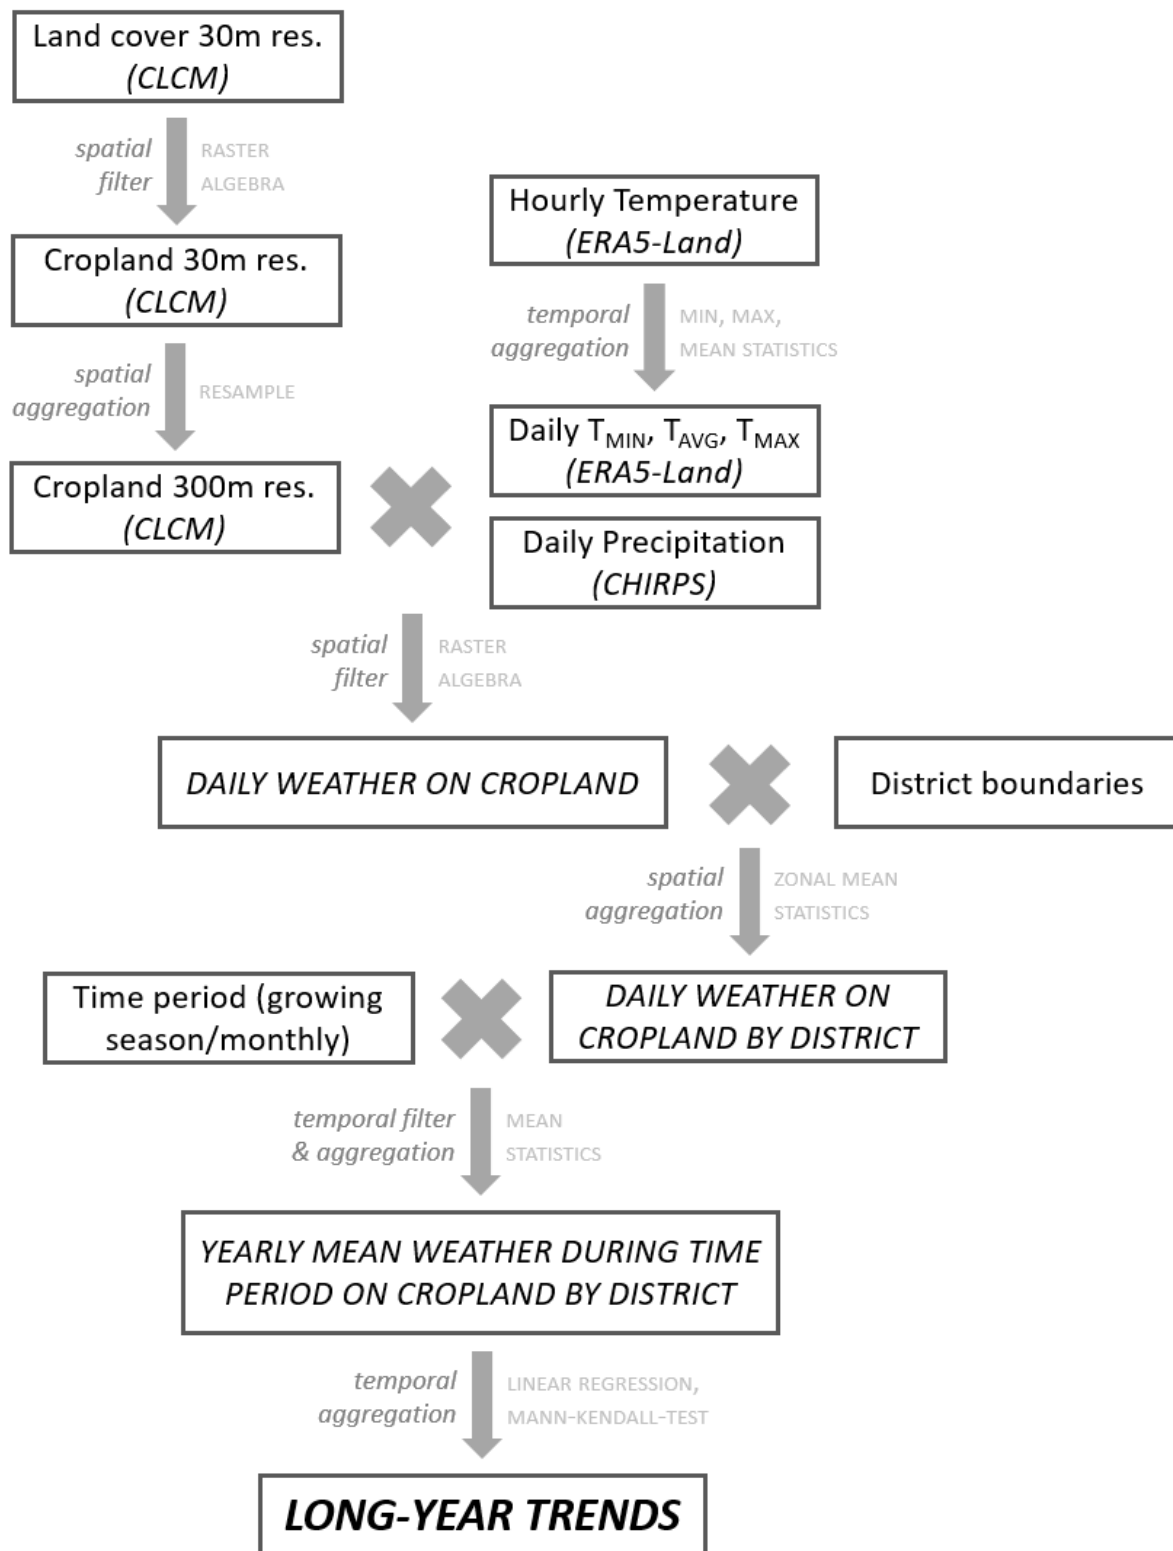 Land cover 30m res.
(CLCM)
spatial
filter
RASTER
ALGEBRA
Cropland 30m res.
(CLCM)
spatial
aggregation
RESAMPLE
Cropland 300m res.
(CLCM)
Hourly Temperature
(ERA5-Land)
temporal
aggregation
MIN, MAX,
MEAN STATISTICS
Daily TMIN, TAVG, TMAX
(ERA5-Land)
Daily Precipitation
(CHIRPS)
spatial
filter
RASTER
ALGEBRA
DAILY WEATHER ON CROPLAND
District boundaries
spatial
aggregation
ZONAL MEAN
STATISTICS
Time period (growing
season/monthly)
DAILY WEATHER ON
CROPLAND BY DISTRICT
temporal filter
& aggregation
MEAN
STATISTICS
YEARLY MEAN WEATHER DURING TIME
PERIOD ON CROPLAND BY DISTRICT
temporal
aggregation
LINEAR REGRESSION,
MANN-KENDALL-TEST
LONG-YEAR TRENDS